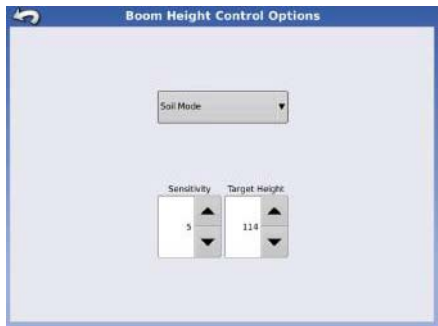 Boom Height Control Options
Soil Mode
Sensitivity Target Height
5 114